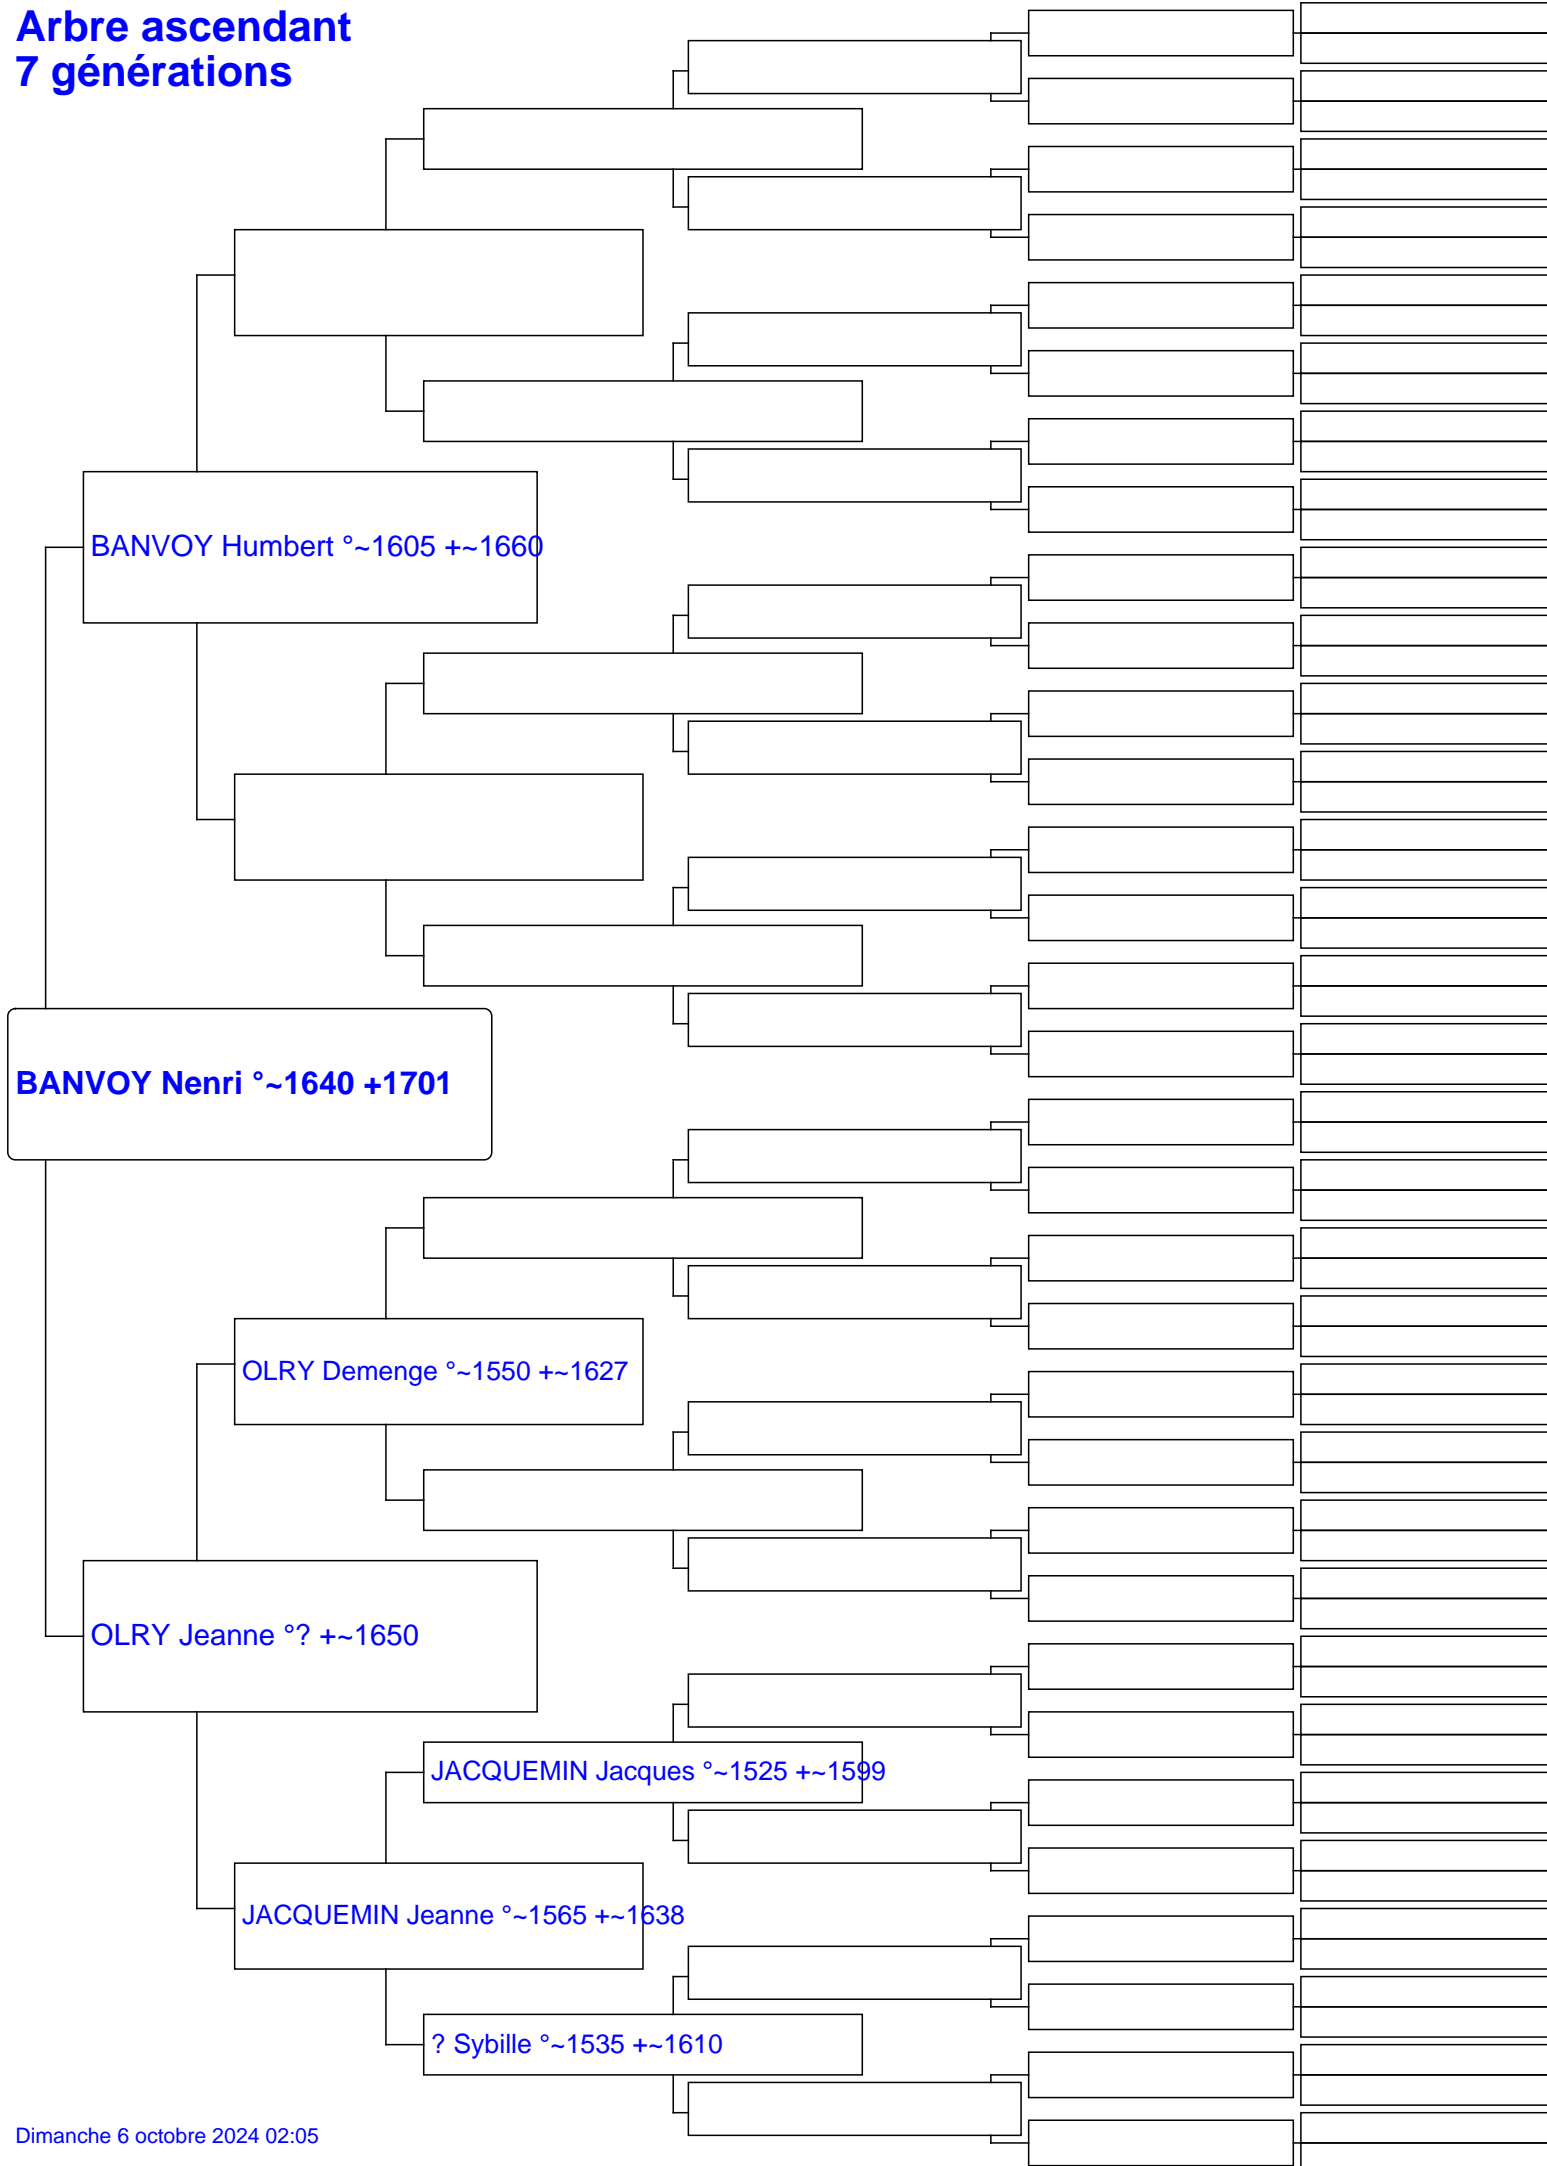 Arbre ascendant
7 générations
BANVOY Humbert °~1605 +~1660
BANVOY Nenri °~1640 +1701
OLRY Demenge °~1550 +~1627
OLRY Jeanne °? +~1650
JACQUEMIN Jacques °~1525 +~1599
JACQUEMIN Jeanne °~1565 +~1638
? Sybille °~1535 +~1610
Dimanche 6 octobre 2024 02:05